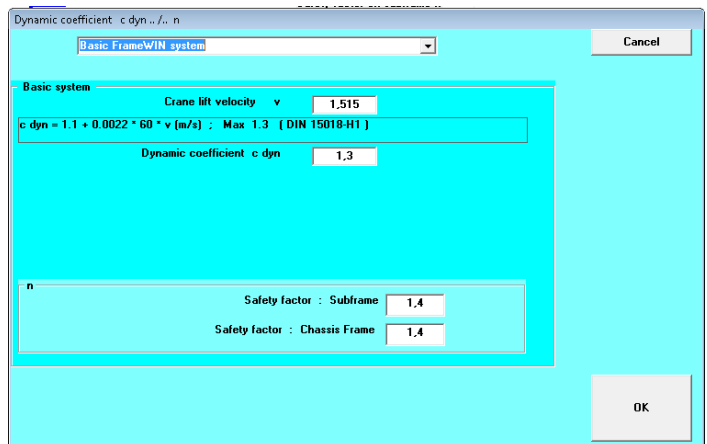 Dynamic coefficient c dyn ../.. n
Basic FrameWIN system
Cancel
Basic system
Crane lift velocity v 1,515
c dyn = 1.1 + 0.0022 * 60 * v (m/s) ; Max 1.3 ( DIN 15018-H1 )
Dynamic coefficient c dyn 1,3
n
Safety factor : Subframe 1,4
Safety factor : Chassis Frame 1,4
OK